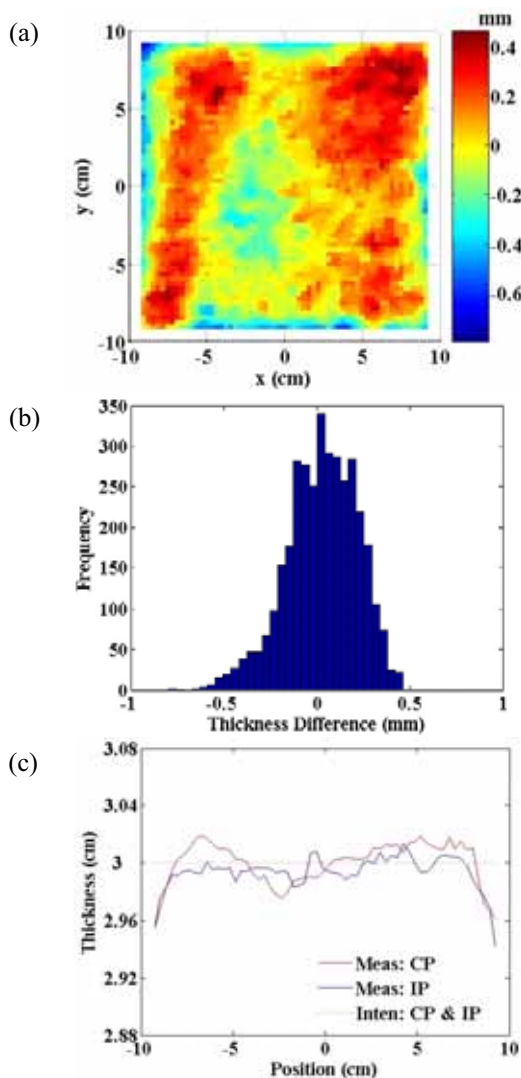 (a)
mm
10
5
0
-5
-10
y (cm)
-10 -5 0 5 10
x (cm)
0.4
0.2
0
-0.2
-0.4
-0.6
(b)
350
300
250
200
150
100
50
0
Frequency
-1 -0.5 0 0.5 1
Thickness Difference (mm)
(c)
3.08
3.04
3
2.96
2.92
2.88
Thickness (cm)
Meas: CP
Meas: IP
Inten: CP & IP
-10 -5 0 5 10
Position (cm)